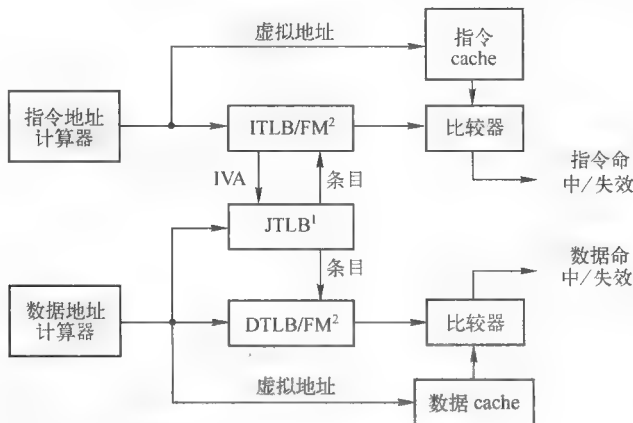 虚拟地址
指令
cache
指令地址
计算器
ITLB/FM²
比较器
指令命
中/失效
IVA
条目
JTLB¹
条目
数据命
中/失效
数据地址
计算器
DTLB/FM²
比较器
虚拟地址
数据 cache